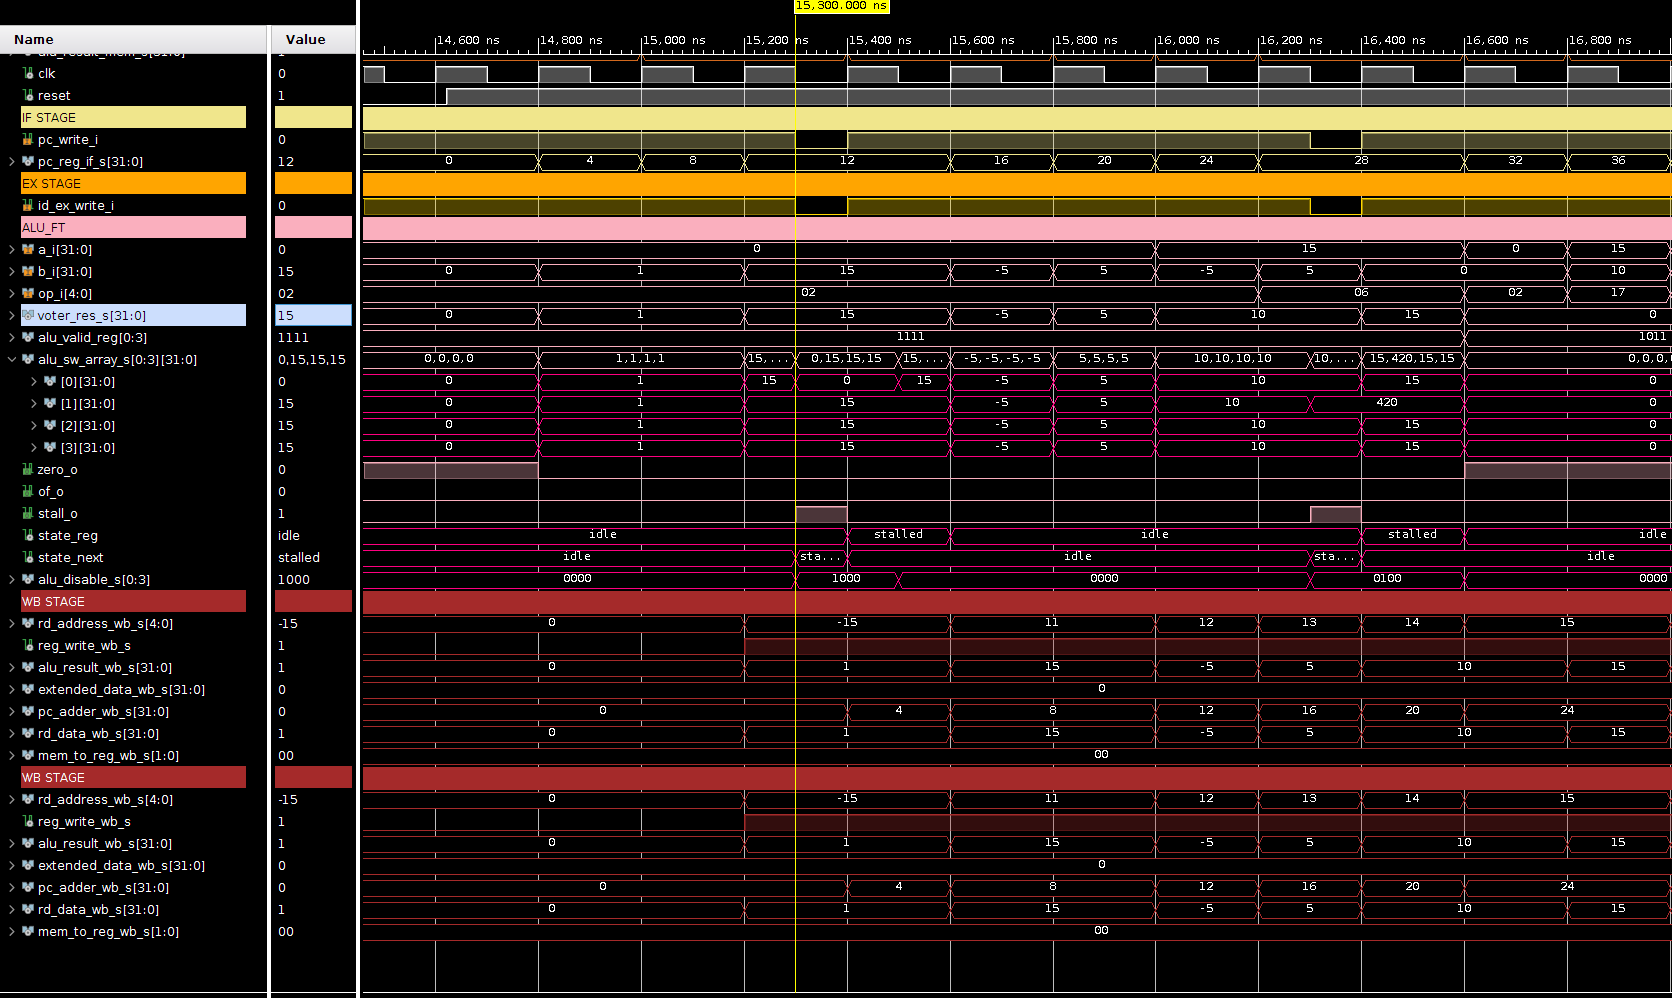 15,300.000 ns
Name Value
14,600 ns 14,800 ns 15,000 ns 15,200 ns 15,400 ns 15,600 ns 15,800 ns 16,000 ns 16,200 ns 16,400 ns 16,600 ns 16,800 ns
clk 0
reset 1
IF STAGE
pc_write_i 0
pc_reg_if_s[31:0] 12 0 4 8 12 16 20 24 28 32 36
EX STAGE
id_ex_write_i 0
ALU_FT
a_i[31:0] 0 0 15 0 15
b_i[31:0] 15 0 1 15 -5 5 -5 5 0 10
op_i[4:0] 02 02 06 02 17
voter_res_s[31:0] 15 0 1 15 -5 5 10 15 0
alu_valid_reg[0:3] 1111 1111 1011
alu_sw_array_s[0:3][31:0] 0,15,15,15 0,0,0,0 1,1,1,1 15,... 0,15,15,15 15,... -5,-5,-5,-5 5,5,5,5 10,10,10,10 10,... 15,420,15,15 0,0,0,
[0][31:0] 0 0 1 15 0 15 -5 5 10 15 0
[1][31:0] 15 0 1 15 -5 5 10 420 0
[2][31:0] 15 0 1 15 -5 5 10 15 0
[3][31:0] 15 0 1 15 -5 5 10 15 0
zero_o 0
of_o 0
stall_o 1
state_reg idle idle stalled idle stalled idle
state_next stalled idle sta... idle sta... idle
alu_disable_s[0:3] 1000 0000 1000 0000 0100 0000
WB STAGE
rd_address_wb_s[4:0] -15 0 -15 11 12 13 14 15
reg_write_wb_s 1
alu_result_wb_s[31:0] 1 0 1 15 -5 5 10 15
extended_data_wb_s[31:0] 0 0
pc_adder_wb_s[31:0] 0 0 4 8 12 16 20 24
rd_data_wb_s[31:0] 1 0 1 15 -5 5 10 15
mem_to_reg_wb_s[1:0] 00 00
WB STAGE
rd_address_wb_s[4:0] -15 0 -15 11 12 13 14 15
reg_write_wb_s 1
alu_result_wb_s[31:0] 1 0 1 15 -5 5 10 15
extended_data_wb_s[31:0] 0 0
pc_adder_wb_s[31:0] 0 0 4 8 12 16 20 24
rd_data_wb_s[31:0] 1 0 1 15 -5 5 10 15
mem_to_reg_wb_s[1:0] 00 00